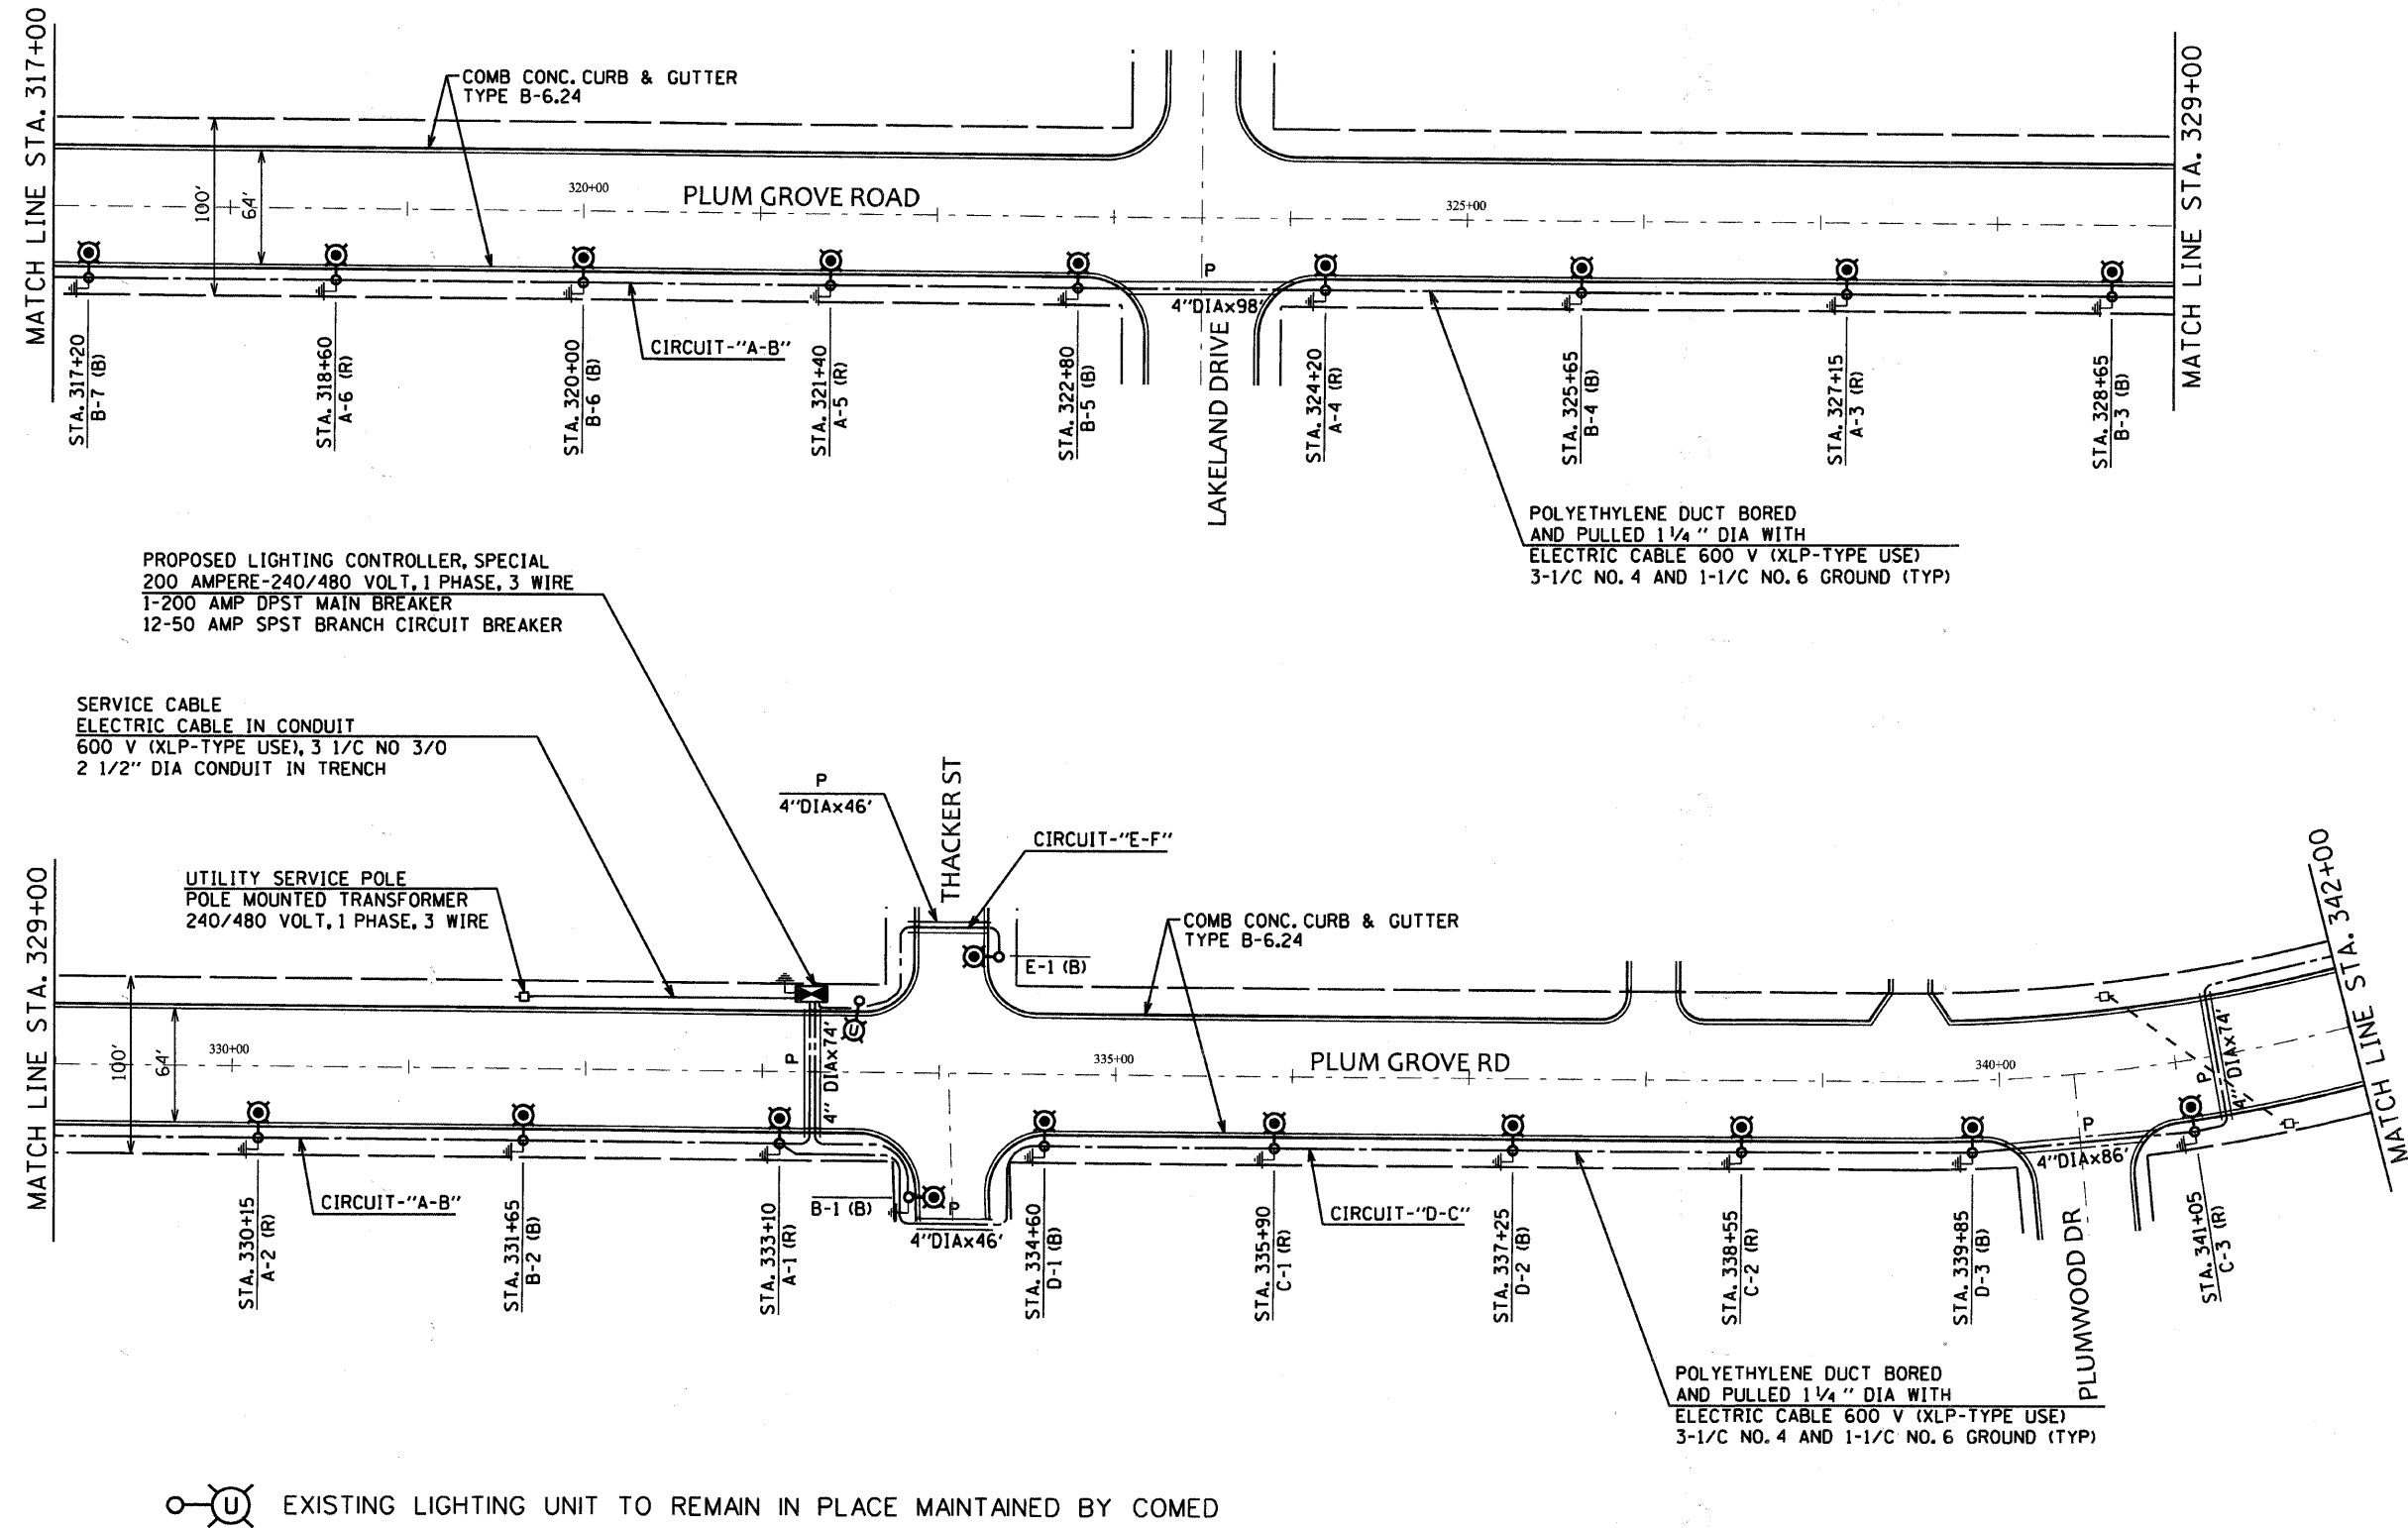 MATCH LINE STA. 317+00
COMB CONC. CURB & GUTTER
TYPE B-6.24
MATCH LINE STA. 329+00
100'
64'
320+00
PLUM GROVE ROAD
325+00
P
4"DIAx98'
LAKELAND DRIVE
CIRCUIT-"A-B"
STA. 317+20
B-7 (B)
STA. 318+60
A-6 (R)
STA. 320+00
B-6 (B)
STA. 321+40
A-5 (R)
STA. 322+80
B-5 (B)
STA. 324+20
A-4 (R)
STA. 325+65
B-4 (B)
STA. 327+15
A-3 (R)
STA. 328+65
B-3 (B)
POLYETHYLENE DUCT BORED
AND PULLED 1 1/4 " DIA WITH
ELECTRIC CABLE 600 V (XLP-TYPE USE)
3-1/C NO. 4 AND 1-1/C NO. 6 GROUND (TYP)
PROPOSED LIGHTING CONTROLLER, SPECIAL
200 AMPERE-240/480 VOLT, 1 PHASE, 3 WIRE
1-200 AMP DPST MAIN BREAKER
12-50 AMP SPST BRANCH CIRCUIT BREAKER
SERVICE CABLE
ELECTRIC CABLE IN CONDUIT
600 V (XLP-TYPE USE), 3 1/C NO 3/0
2 1/2" DIA CONDUIT IN TRENCH
P
4"DIAx46'
THACKER ST
CIRCUIT-"E-F"
MATCH LINE STA. 329+00
UTILITY SERVICE POLE
POLE MOUNTED TRANSFORMER
240/480 VOLT, 1 PHASE, 3 WIRE
COMB CONC. CURB & GUTTER
TYPE B-6.24
MATCH LINE STA. 342+00
E-1 (B)
100'
64'
330+00
P
4" DIAx74'
U
335+00
PLUM GROVE RD
340+00
P
4" DIAx74'
P
4"DIAx86'
PLUMWOOD DR
CIRCUIT-"A-B"
B-1 (B)
P
4"DIAx46'
CIRCUIT-"D-C"
STA. 330+15
A-2 (R)
STA. 331+65
B-2 (B)
STA. 333+10
A-1 (R)
STA. 334+60
D-1 (B)
STA. 335+90
C-1 (R)
STA. 337+25
D-2 (B)
STA. 338+55
C-2 (R)
STA. 339+85
D-3 (B)
STA. 341+05
C-3 (R)
POLYETHYLENE DUCT BORED
AND PULLED 1 1/4 " DIA WITH
ELECTRIC CABLE 600 V (XLP-TYPE USE)
3-1/C NO. 4 AND 1-1/C NO. 6 GROUND (TYP)
U EXISTING LIGHTING UNIT TO REMAIN IN PLACE MAINTAINED BY COMED